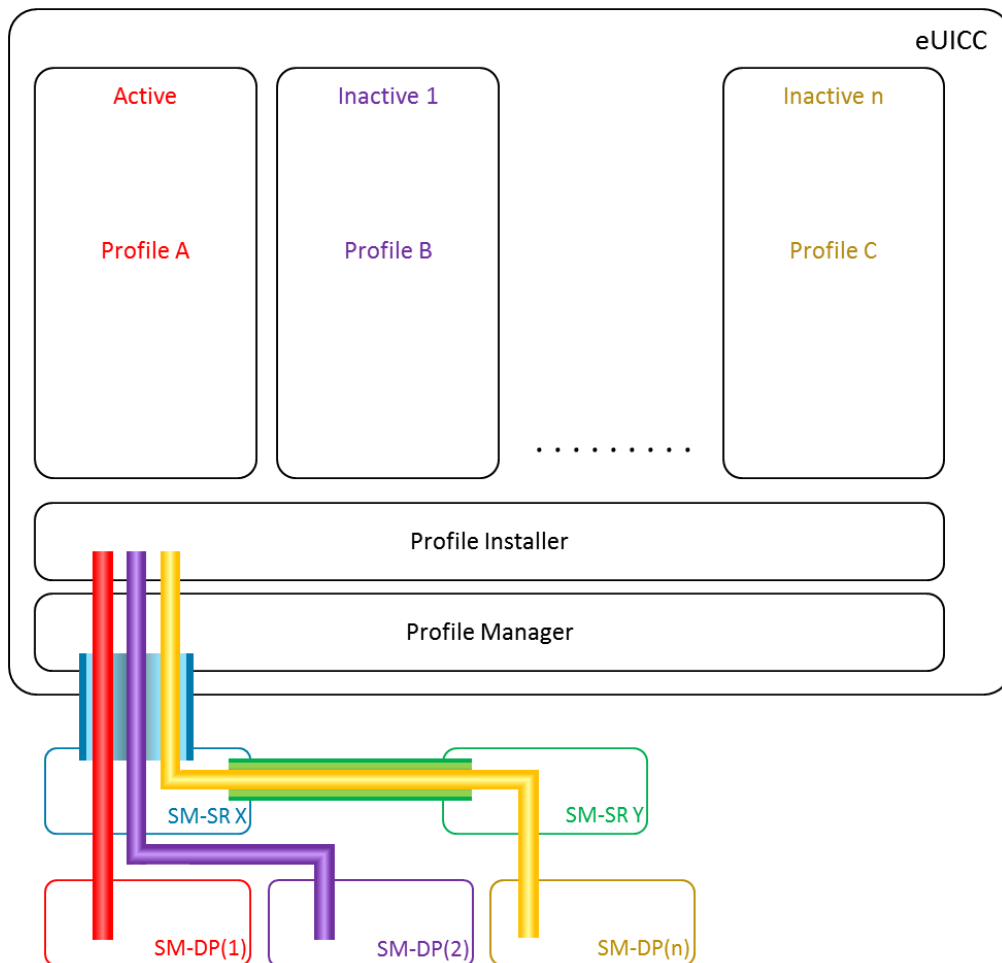 eUICC
Active
Inactive 1
Inactive n
Profile A
Profile B
Profile C
. . . . . . . . .
Profile Installer
Profile Manager
SM-SR X
SM-SR Y
SM-DP(1)
SM-DP(2)
SM-DP(n)